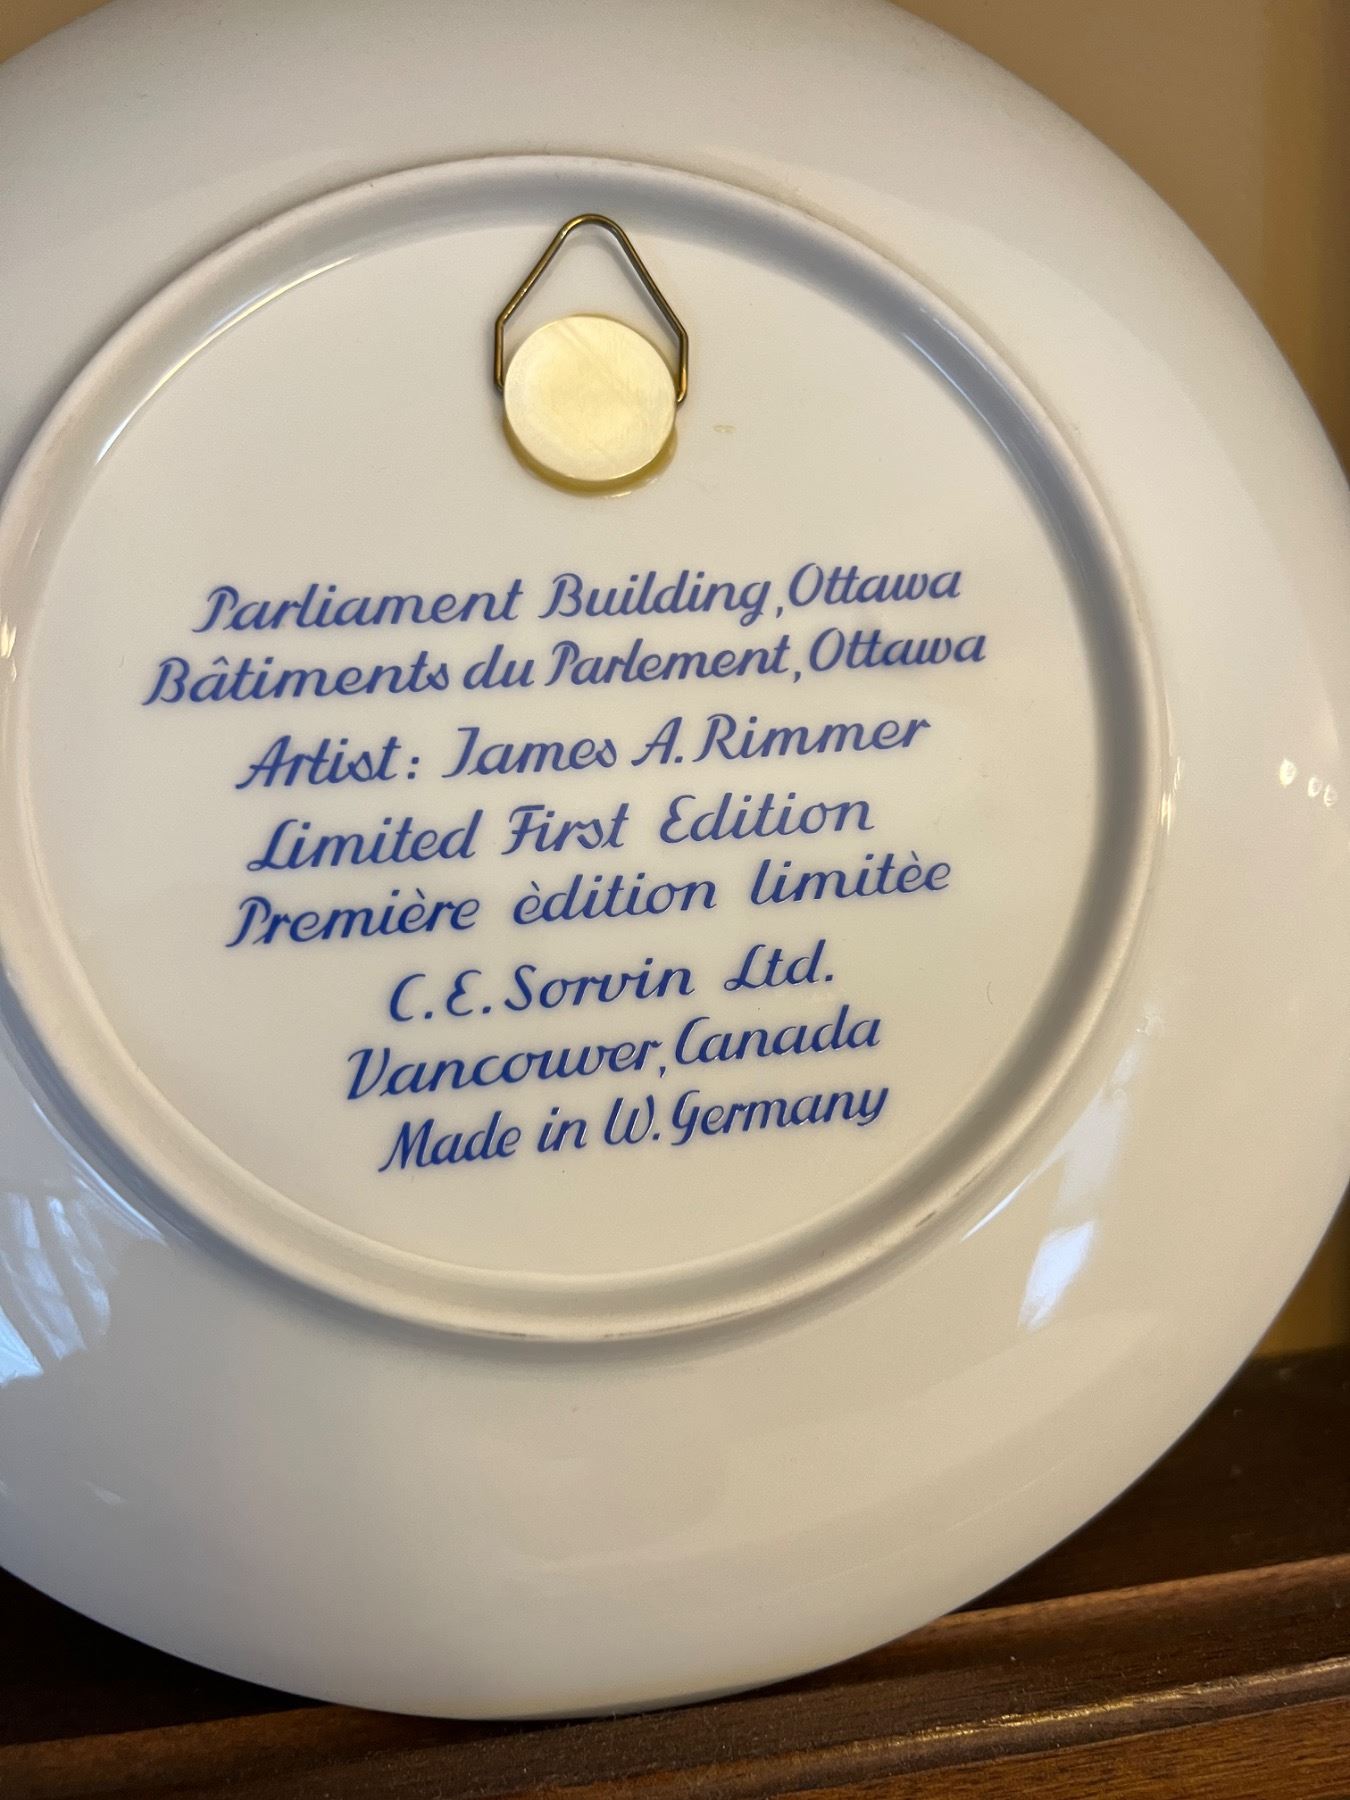 Parliament Building, Ottawa
Bâtiments du Parlement, Ottawa
Artist: James A. Rimmer
Limited First Edition
Première èdition limitèe
C. E. Sorvin Ltd.
Vancouver, Canada
Made in W. Germany